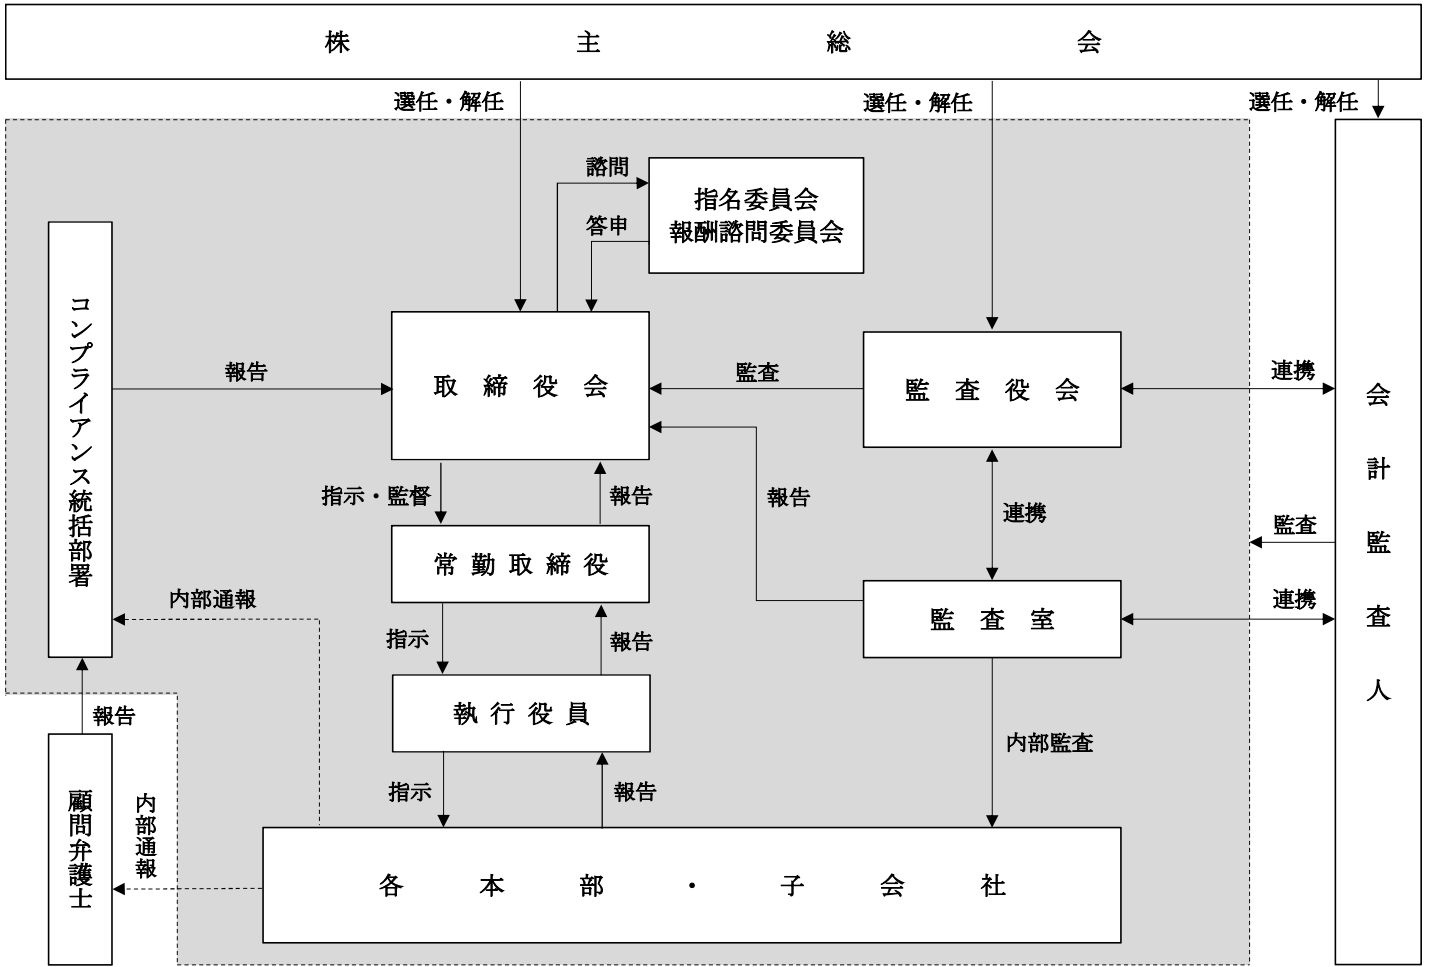 株主総会
選任・解任
選任・解任
選任・解任
諮問
指名委員会
報酬諮問委員会
答申
コンプライアンス統括部署
報告
取締役会
監査
監査役会
連携
会計監査人
指示・監督
報告
報告
連携
監査
常勤取締役
内部通報
監査室
連携
指示
報告
報告
執行役員
内部監査
指示
報告
顧問弁護士
内部通報
各本部・子会社